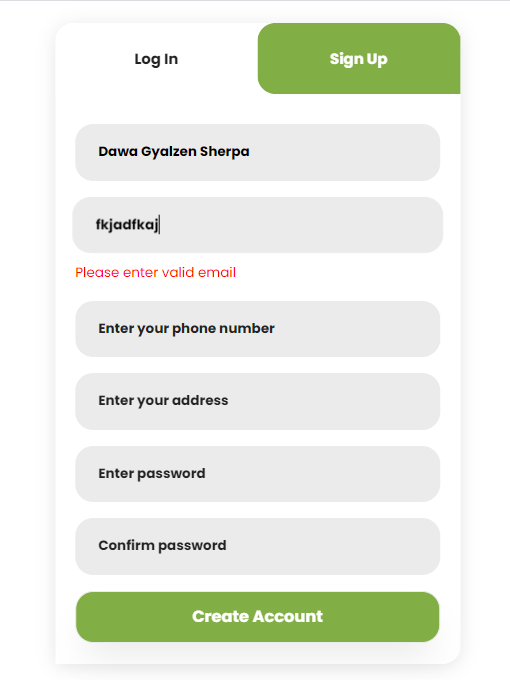 Log In
Sign Up
Dawa Gyalzen Sherpa
fkjadfkaj
Please enter valid email
Enter your phone number
Enter your address
Enter password
Confirm password
Create Account